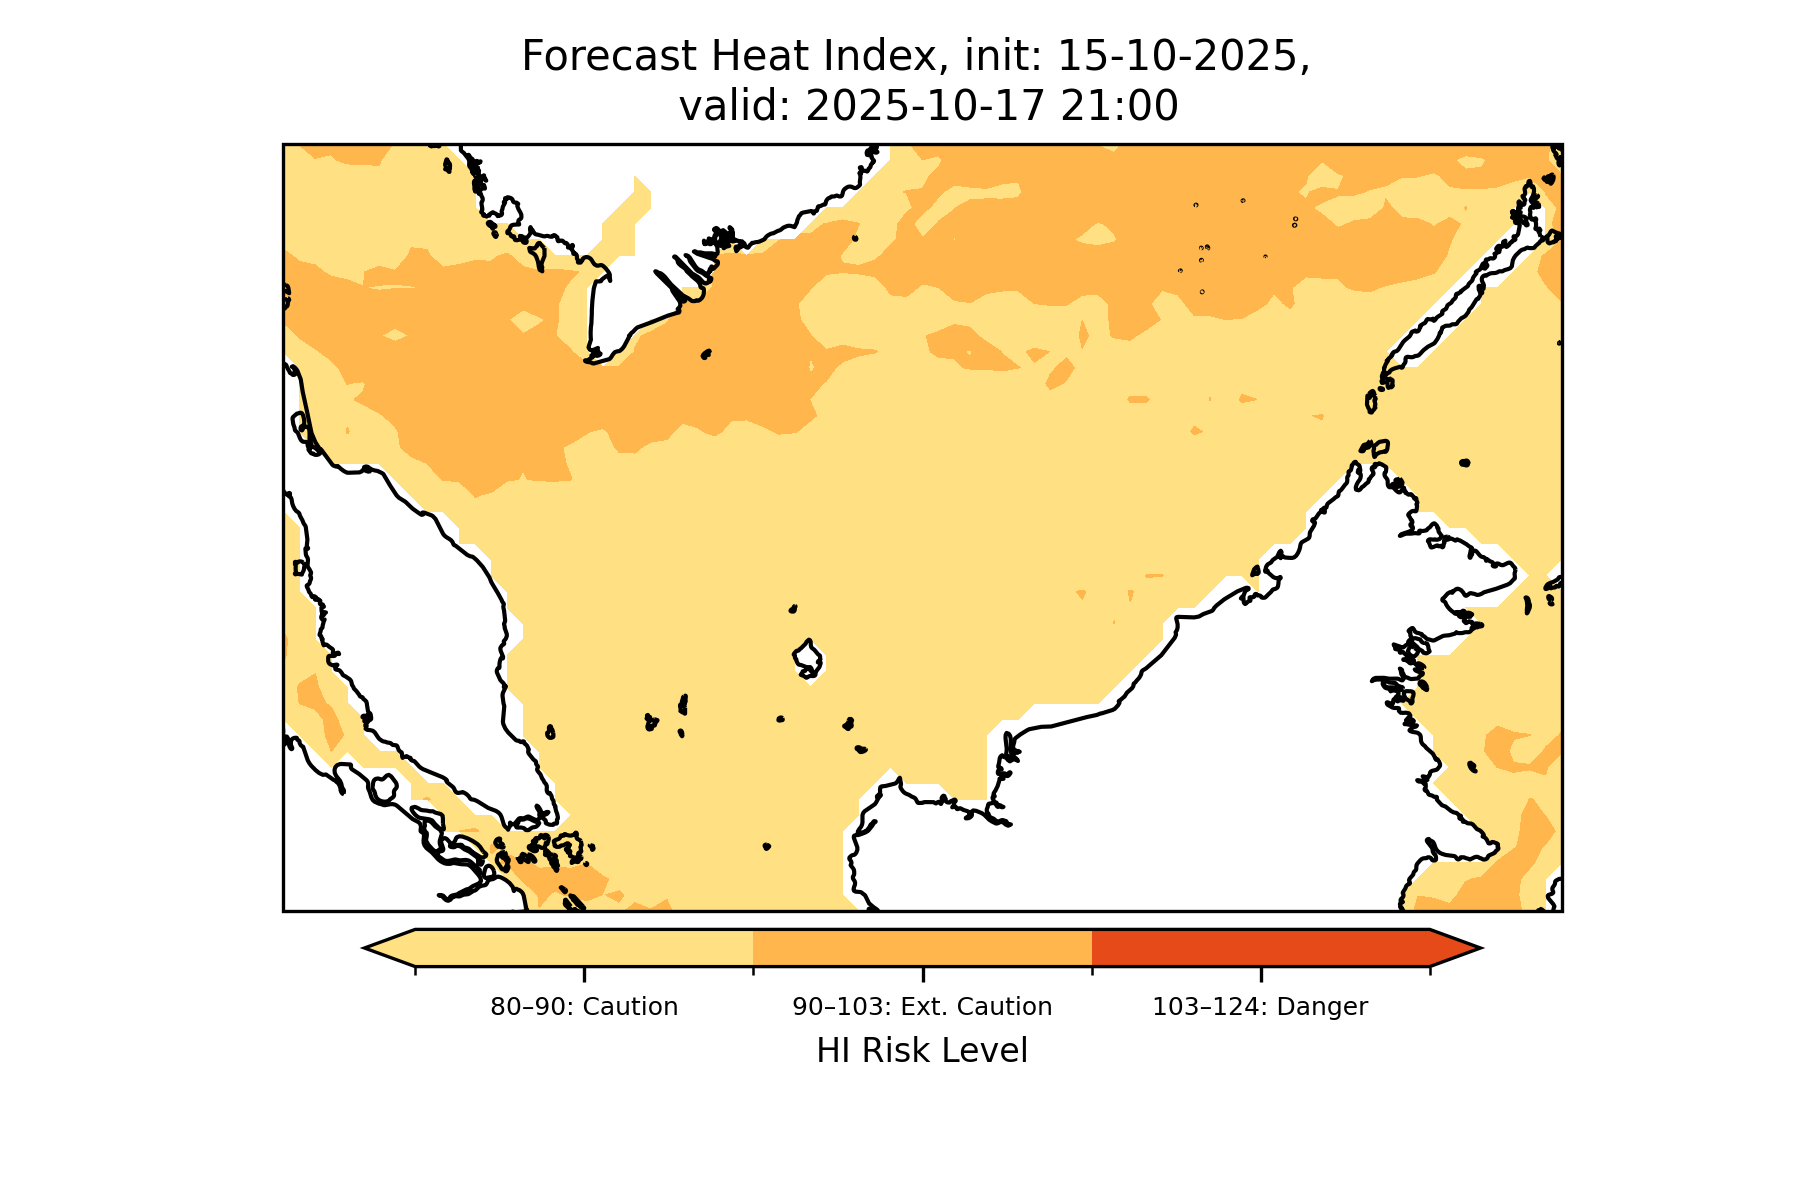 Forecast Heat Index, init: 15-10-2025,
valid: 2025-10-17 21:00
80–90: Caution
90–103: Ext. Caution
103–124: Danger
HI Risk Level